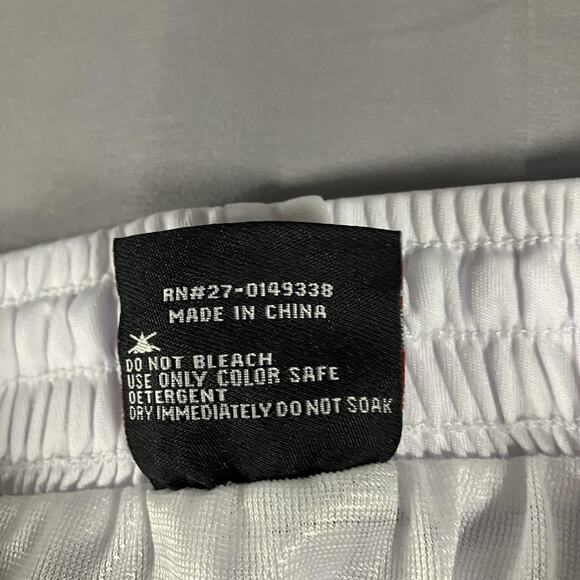 RN#27-0149338
MADE IN CHINA
DO NOT BLEACH
USE ONLY COLOR SAFE
DETERGENT
DRY IMMEDIATELY DO NOT SOAK